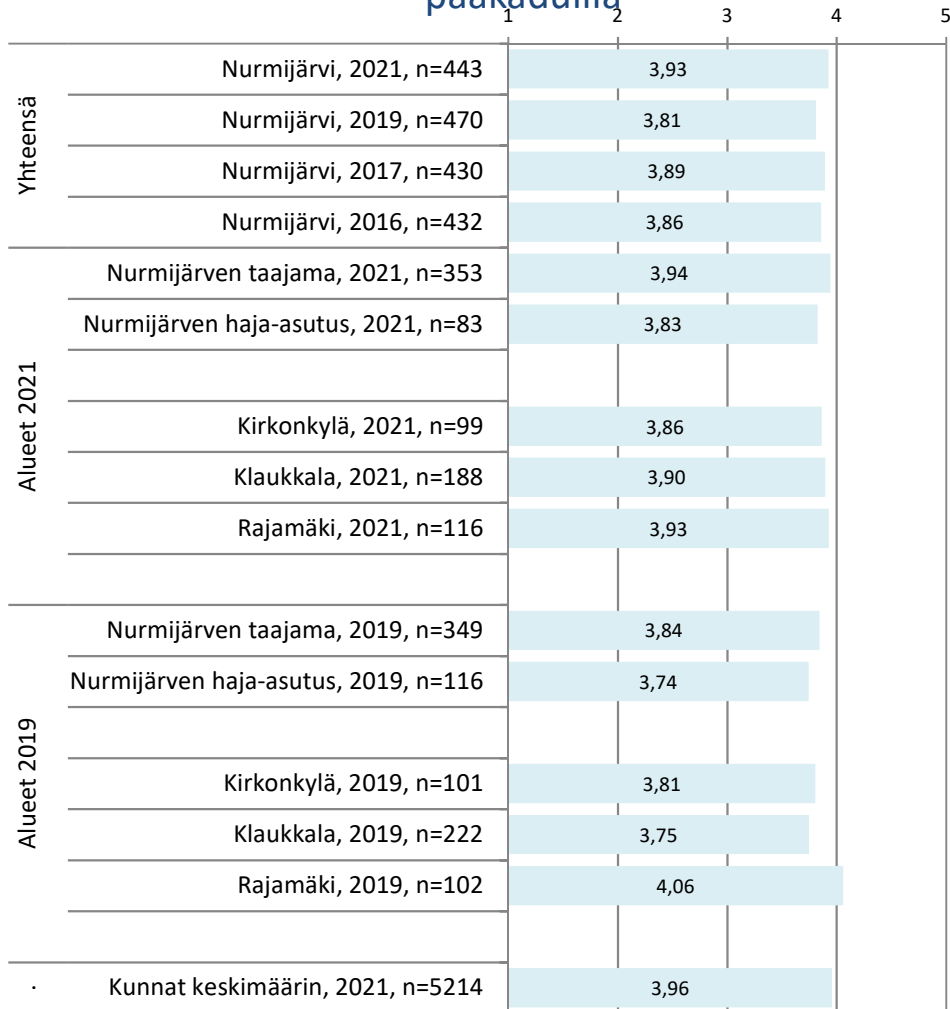 pääkaduilla
1 2 3 4 5
Yhteensä
Nurmijärvi, 2021, n=443 3,93
Nurmijärvi, 2019, n=470 3,81
Nurmijärvi, 2017, n=430 3,89
Nurmijärvi, 2016, n=432 3,86
Alueet 2021
Nurmijärven taajama, 2021, n=353 3,94
Nurmijärven haja-asutus, 2021, n=83 3,83
Kirkonkylä, 2021, n=99 3,86
Klaukkala, 2021, n=188 3,90
Rajamäki, 2021, n=116 3,93
Alueet 2019
Nurmijärven taajama, 2019, n=349 3,84
Nurmijärven haja-asutus, 2019, n=116 3,74
Kirkonkylä, 2019, n=101 3,81
Klaukkala, 2019, n=222 3,75
Rajamäki, 2019, n=102 4,06
. Kunnat keskimäärin, 2021, n=5214 3,96